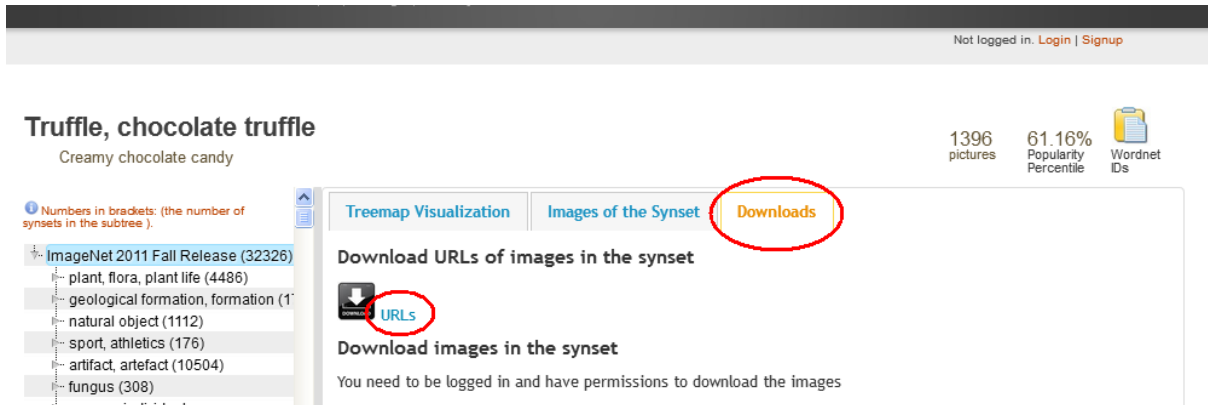 Not logged in. Login | Signup
Truffle, chocolate truffle
Creamy chocolate candy
1396
pictures
61.16%
Popularity
Percentile
Wordnet
IDs
Numbers in brackets: (the number of
synsets in the subtree ).
ImageNet 2011 Fall Release (32326)
plant, flora, plant life (4486)
geological formation, formation (1
natural object (1112)
sport, athletics (176)
artifact, artefact (10504)
fungus (308)
Treemap Visualization
Images of the Synset
Downloads
Download URLs of images in the synset
DOWNLOAD
URLs
Download images in the synset
You need to be logged in and have permissions to download the images